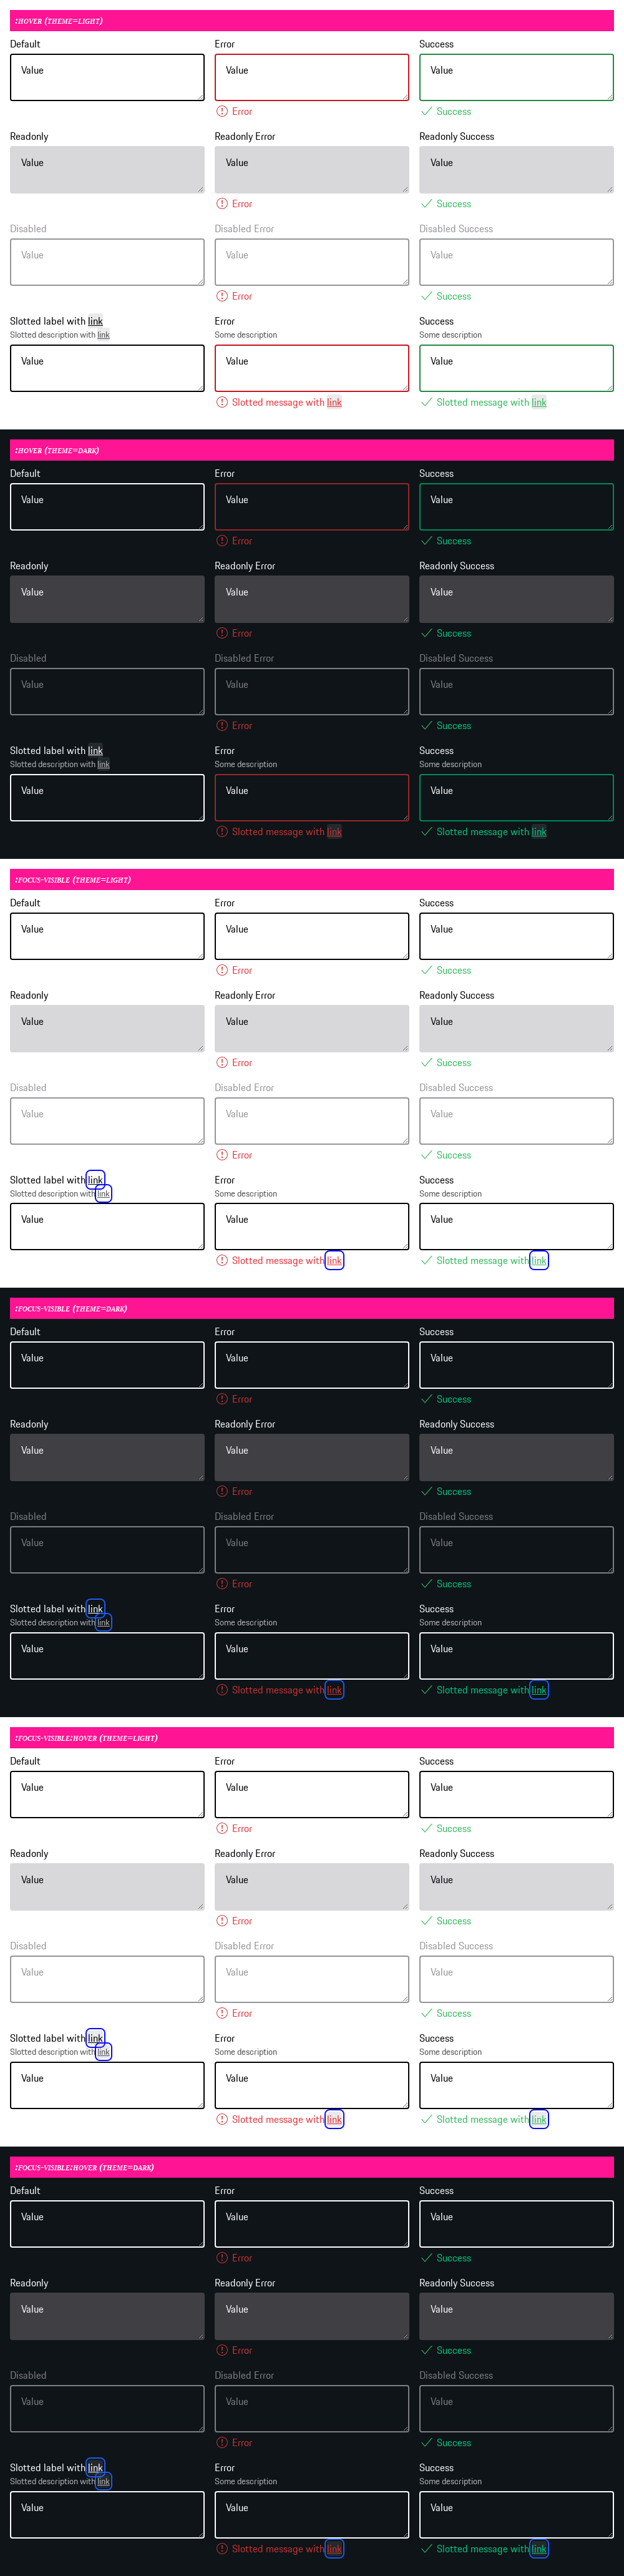 :HOVER (THEME=LIGHT)
Default Error Success
Value Value Value
Error Success
Readonly Readonly Error Readonly Success
Value Value Value
Error Success
Disabled Disabled Error Disabled Success
Value Value Value
Error Success
Slotted label with link Error Success
Slotted description with link Some description Some description
Value Value Value
Slotted message with link Slotted message with link
:HOVER (THEME=DARK)
Default Error Success
Value Value Value
Error Success
Readonly Readonly Error Readonly Success
Value Value Value
Error Success
Disabled Disabled Error Disabled Success
Value Value Value
Error Success
Slotted label with link Error Success
Slotted description with link Some description Some description
Value Value Value
Slotted message with link Slotted message with link
:FOCUS-VISIBLE (THEME=LIGHT)
Default Error Success
Value Value Value
Error Success
Readonly Readonly Error Readonly Success
Value Value Value
Error Success
Disabled Disabled Error Disabled Success
Value Value Value
Error Success
Slotted label with link Error Success
Slotted description with link Some description Some description
Value Value Value
Slotted message with link Slotted message with link
:FOCUS-VISIBLE (THEME=DARK)
Default Error Success
Value Value Value
Error Success
Readonly Readonly Error Readonly Success
Value Value Value
Error Success
Disabled Disabled Error Disabled Success
Value Value Value
Error Success
Slotted label with link Error Success
Slotted description with link Some description Some description
Value Value Value
Slotted message with link Slotted message with link
:FOCUS-VISIBLE:HOVER (THEME=LIGHT)
Default Error Success
Value Value Value
Error Success
Readonly Readonly Error Readonly Success
Value Value Value
Error Success
Disabled Disabled Error Disabled Success
Value Value Value
Error Success
Slotted label with link Error Success
Slotted description with link Some description Some description
Value Value Value
Slotted message with link Slotted message with link
:FOCUS-VISIBLE:HOVER (THEME=DARK)
Default Error Success
Value Value Value
Error Success
Readonly Readonly Error Readonly Success
Value Value Value
Error Success
Disabled Disabled Error Disabled Success
Value Value Value
Error Success
Slotted label with link Error Success
Slotted description with link Some description Some description
Value Value Value
Slotted message with link Slotted message with link